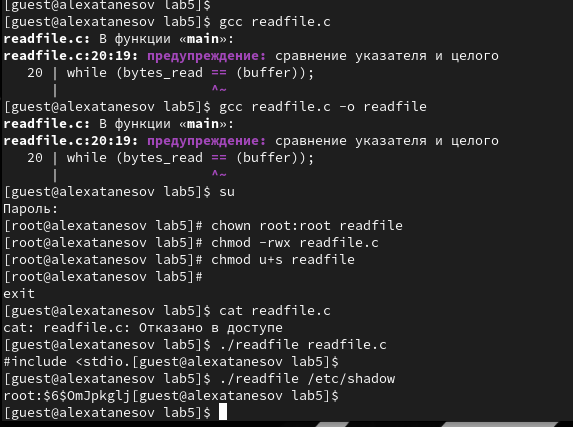 [guest@alexatanesov lab5]$
[guest@alexatanesov lab5]$ gcc readfile.c
readfile.c: В функции «main»:
readfile.c:20:19: предупреждение: сравнение указателя и целого
20 | while (bytes_read == (buffer));
| ^~
[guest@alexatanesov lab5]$ gcc readfile.c -o readfile
readfile.c: В функции «main»:
readfile.c:20:19: предупреждение: сравнение указателя и целого
20 | while (bytes_read == (buffer));
| ^~
[guest@alexatanesov lab5]$ su
Пароль:
[root@alexatanesov lab5]# chown root:root readfile
[root@alexatanesov lab5]# chmod -rwx readfile.c
[root@alexatanesov lab5]# chmod u+s readfile
[root@alexatanesov lab5]#
exit
[guest@alexatanesov lab5]$ cat readfile.c
cat: readfile.c: Отказано в доступе
[guest@alexatanesov lab5]$ ./readfile readfile.c
#include <stdio.[guest@alexatanesov lab5]$
[guest@alexatanesov lab5]$ ./readfile /etc/shadow
root:$6$OmJpkglj[guest@alexatanesov lab5]$
[guest@alexatanesov lab5]$